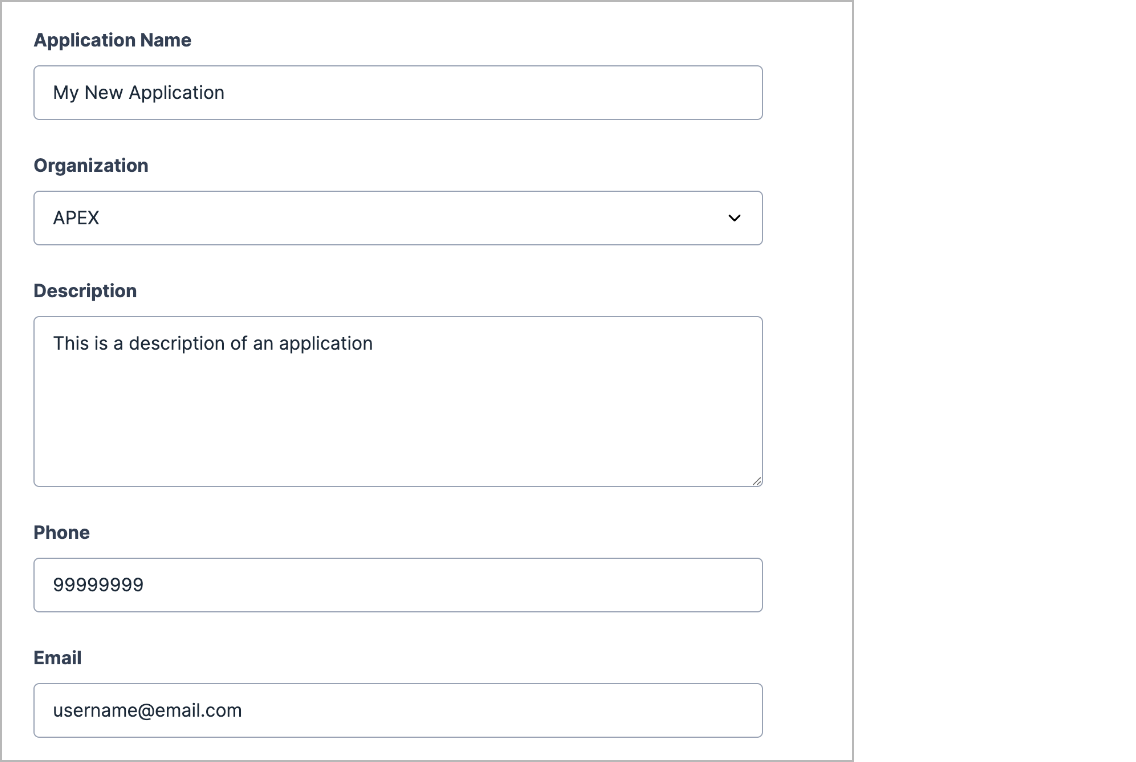 Application Name
My New Application
Organization
APEX
Description
This is a description of an application
Phone
99999999
Email
username@email.com